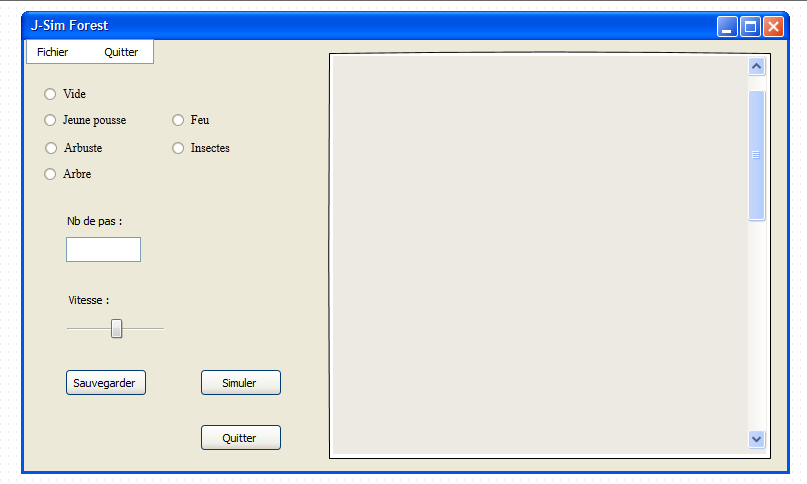 J-Sim Forest
Fichier Quitter
Vide
Jeune pousse Feu
Arbuste Insectes
Arbre
Nb de pas :
Vitesse :
Sauvegarder Simuler
Quitter